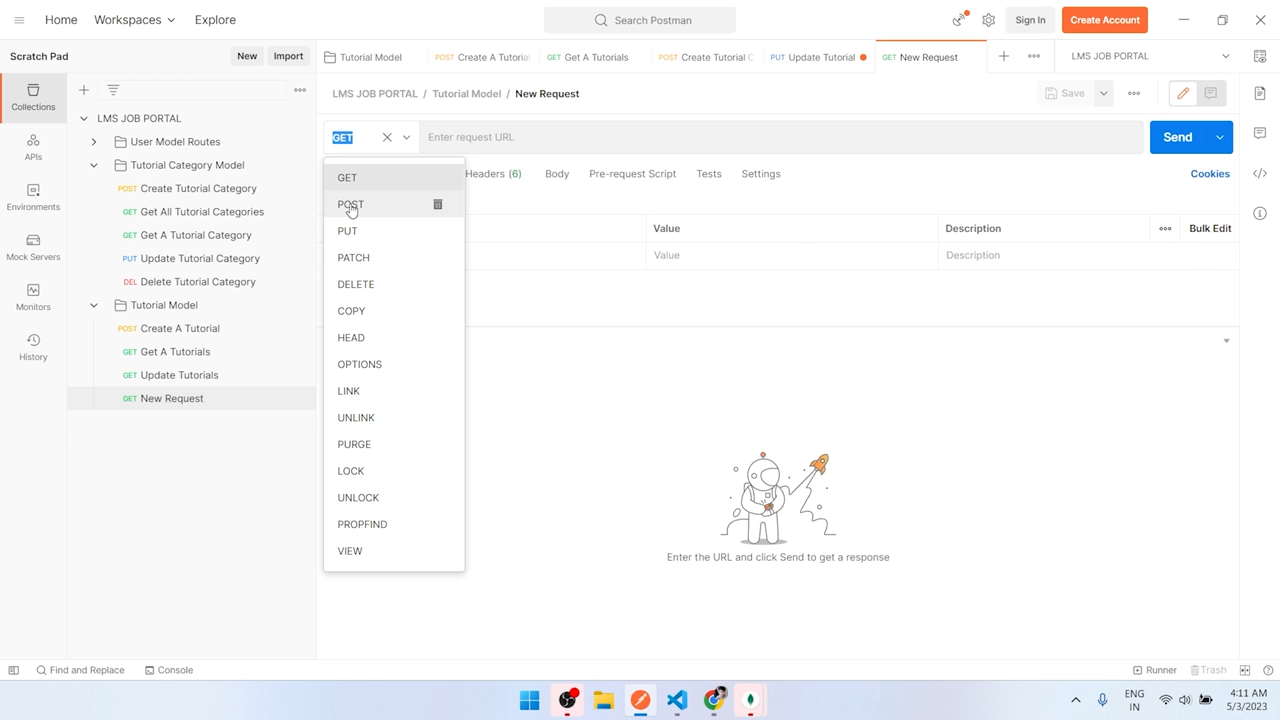 Home Workspaces Explore Search Postman Sign In Create Account
Scratch Pad New Import Tutorial Model POST Create A Tutorial GET Get A Tutorials POST Create Tutorial C PUT Update Tutorial GET New Request LMS JOB PORTAL
Collections
APIs
Environments
Mock Servers
Monitors
History
LMS JOB PORTAL
User Model Routes
Tutorial Category Model
POST Create Tutorial Category
GET Get All Tutorial Categories
GET Get A Tutorial Category
PUT Update Tutorial Category
DEL Delete Tutorial Category
Tutorial Model
POST Create A Tutorial
GET Get A Tutorials
GET Update Tutorials
GET New Request
LMS JOB PORTAL / Tutorial Model / New Request Save
GET Enter request URL Send
Headers (6) Body Pre-request Script Tests Settings Cookies
Value Description Bulk Edit
Value Description
GET
POST
PUT
PATCH
DELETE
COPY
HEAD
OPTIONS
LINK
UNLINK
PURGE
LOCK
UNLOCK
PROPFIND
VIEW
Enter the URL and click Send to get a response
Find and Replace Console Runner Trash
ENG
IN
4:11 AM
5/3/2023